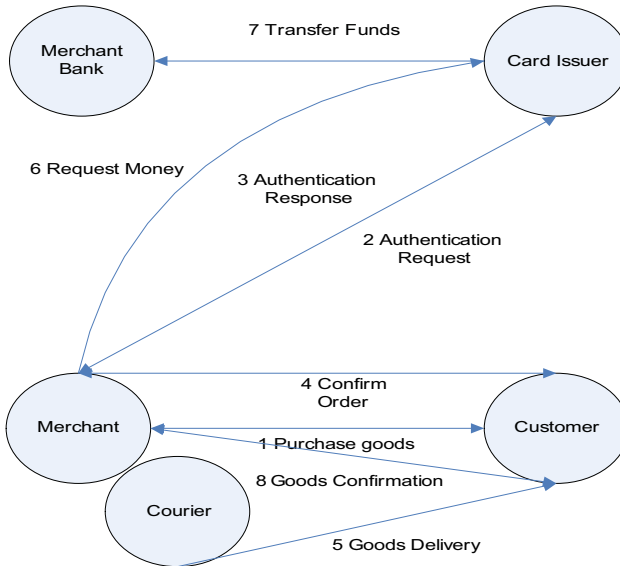 7 Transfer Funds
Merchant
Bank
Card Issuer
6 Request Money
3 Authentication
Response
2 Authentication
Request
4 Confirm
Order
Merchant
Customer
1 Purchase goods
8 Goods Confirmation
Courier
5 Goods Delivery